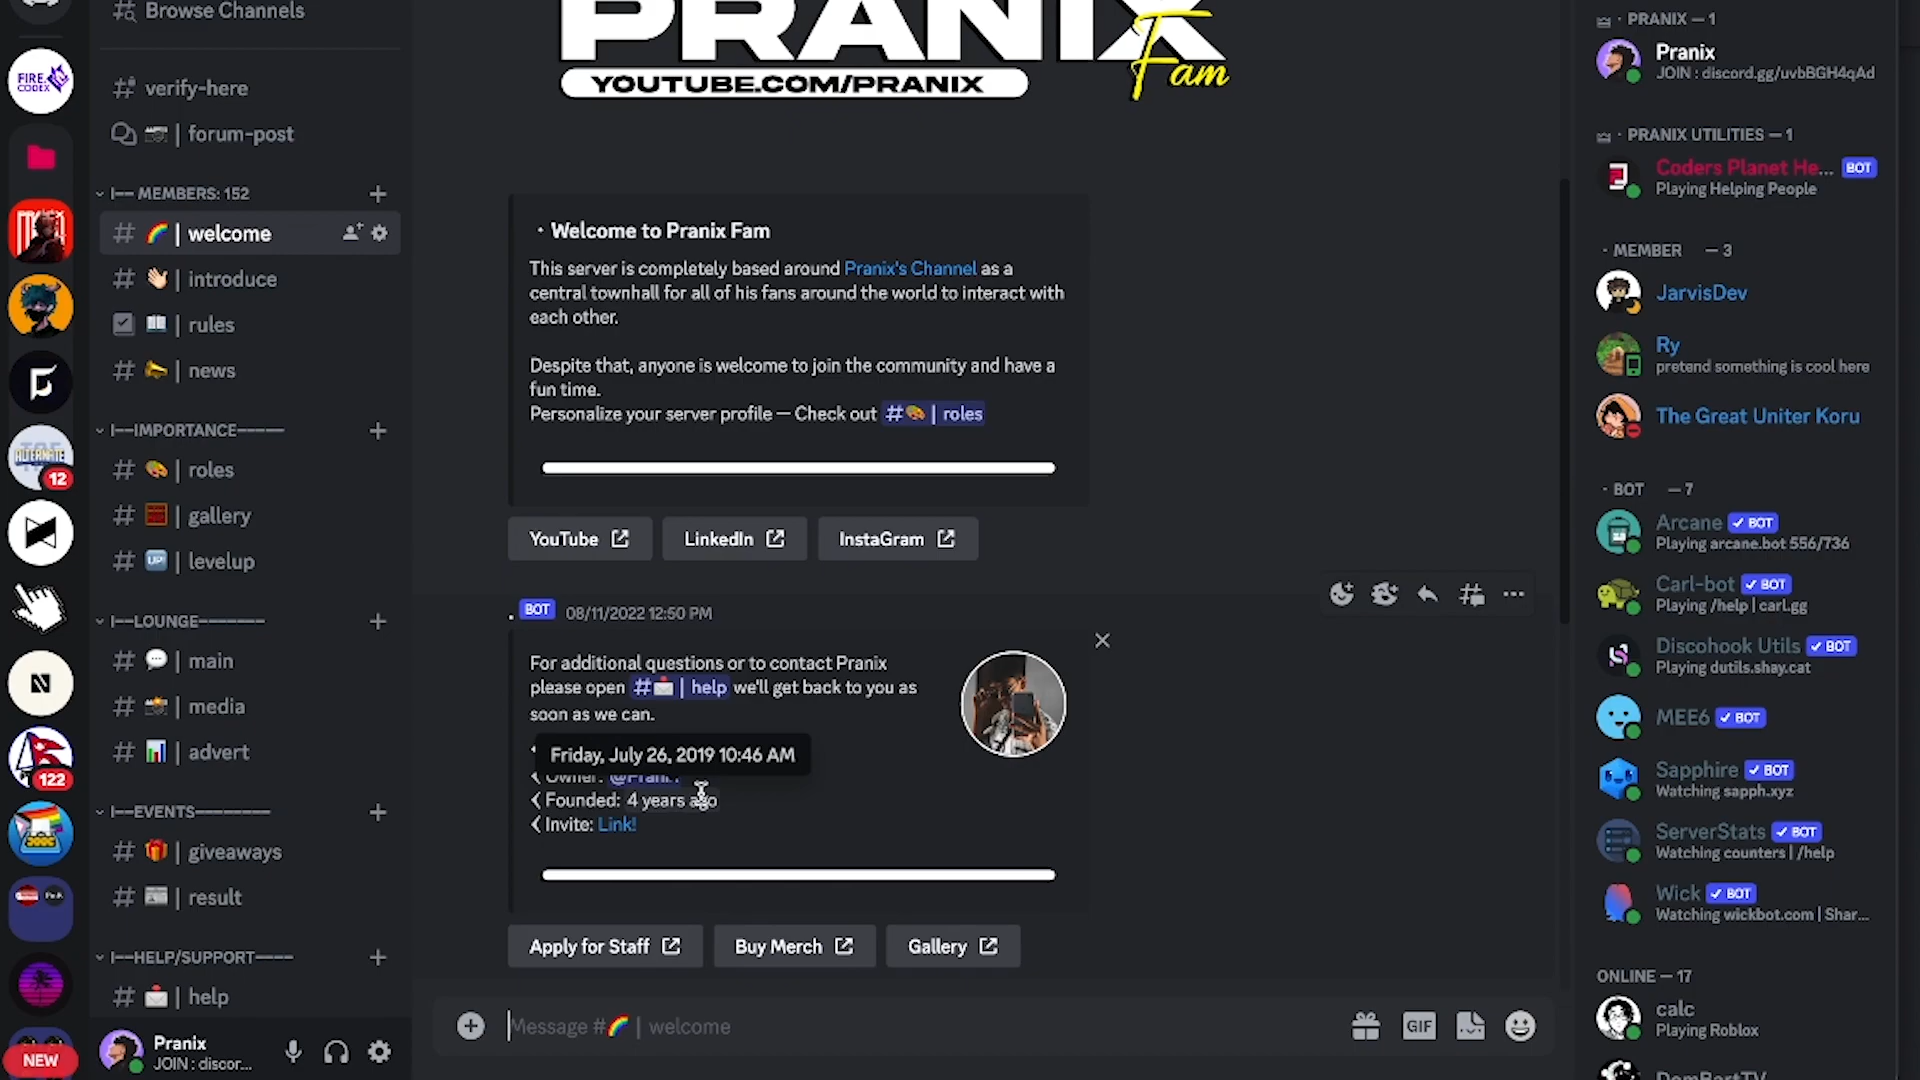 Browse Channels
verify-here
| forum-post
|— MEMBERS: 152
| welcome
| introduce
| rules
| news
|—IMPORTANCE——
| roles
| gallery
UP!
| levelup
|—LOUNGE———
| main
| media
| advert
|—EVENTS————
| giveaways
| result
|—HELP/SUPPORT——
| help
FIRE.
CODEX
ALTERNATE
12
N
122
NEW
Pranix
JOIN : discor...
PRANIX
Fam
YOUTUBE.COM/PRANIX
· Welcome to Pranix Fam
This server is completely based around Pranix's Channel as a
central townhall for all of his fans around the world to interact with
each other.
Despite that, anyone is welcome to join the community and have a
fun time.
Personalize your server profile — Check out # | roles
YouTube
LinkedIn
InstaGram
. BOT 08/11/2022 12:50 PM
For additional questions or to contact Pranix
please open # | help we'll get back to you as
soon as we can.
Friday, July 26, 2019 10:46 AM
Owner:
Founded: 4 years ago
Invite: Link!
Apply for Staff
Buy Merch
Gallery
Message # | welcome
GIF
· PRANIX — 1
Pranix
JOIN : discord.gg/uvbBGH4qAd
· PRANIX UTILITIES — 1
Coders Planet He... BOT
Playing Helping People
· MEMBER — 3
JarvisDev
Ry
pretend something is cool here
The Great Uniter Koru
· BOT — 7
Arcane BOT
Playing arcane.bot 556/736
Carl-bot BOT
Playing /help | carl.gg
Discohook Utils BOT
Playing dutils.shay.cat
MEE6 BOT
Sapphire BOT
Watching sapph.xyz
ServerStats BOT
Watching counters | /help
Wick BOT
Watching wickbot.com | Shar...
ONLINE — 17
calc
Playing Roblox